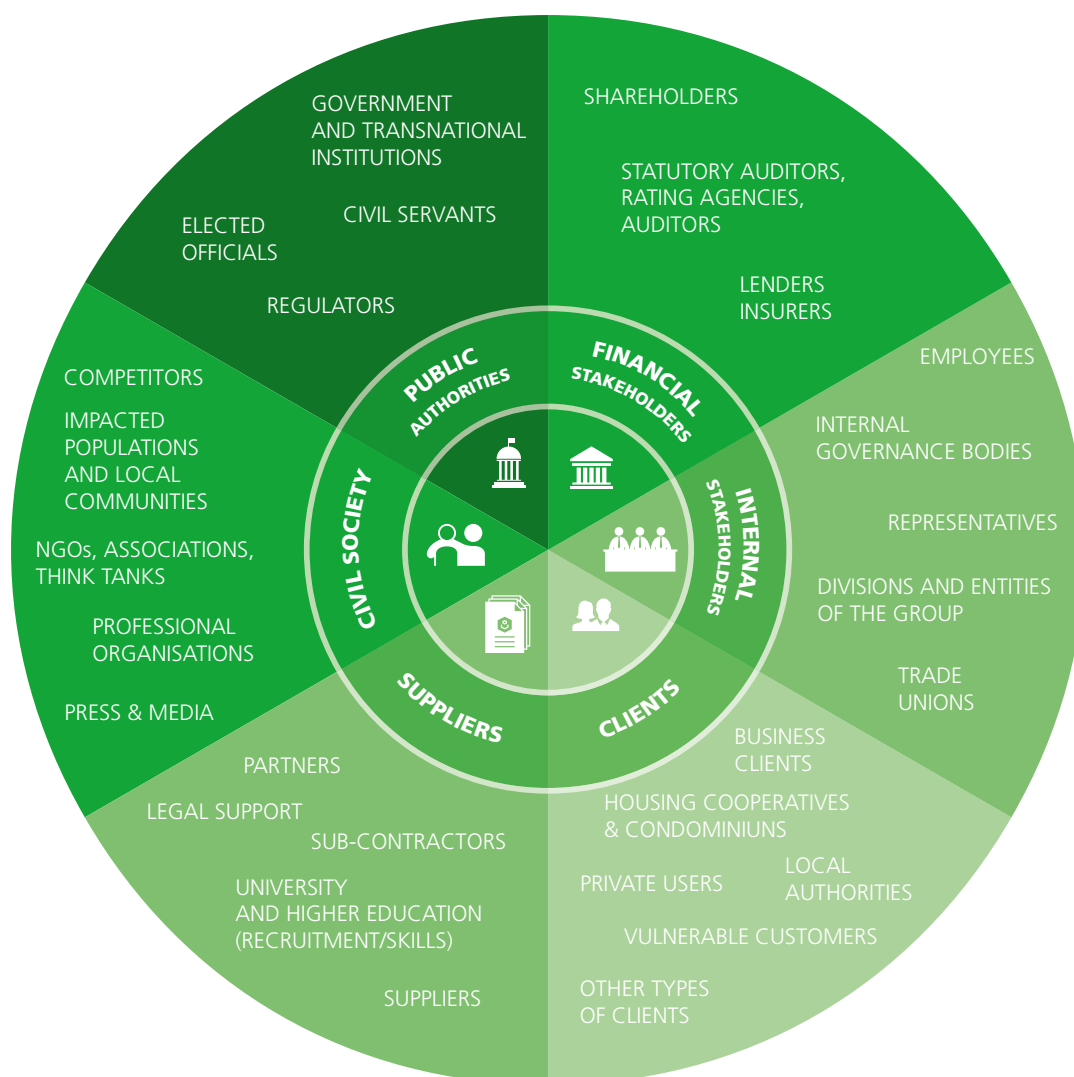 GOVERNMENT
AND TRANSNATIONAL
INSTITUTIONS
CIVIL SERVANTS
ELECTED
OFFICIALS
REGULATORS
PUBLIC
AUTHORITIES
SHAREHOLDERS
STATUTORY AUDITORS,
RATING AGENCIES,
AUDITORS
LENDERS
INSURERS
FINANCIAL
STAKEHOLDERS
EMPLOYEES
INTERNAL
GOVERNANCE BODIES
REPRESENTATIVES
DIVISIONS AND ENTITIES
OF THE GROUP
TRADE
UNIONS
INTERNAL
STAKEHOLDERS
CLIENTS
BUSINESS
CLIENTS
HOUSING COOPERATIVES
& CONDOMINIUNS
LOCAL
AUTHORITIES
PRIVATE USERS
VULNERABLE CUSTOMERS
OTHER TYPES
OF CLIENTS
SUPPLIERS
PARTNERS
LEGAL SUPPORT
SUB-CONTRACTORS
UNIVERSITY
AND HIGHER EDUCATION
(RECRUITMENT/SKILLS)
SUPPLIERS
CIVIL SOCIETY
COMPETITORS
IMPACTED
POPULATIONS
AND LOCAL
COMMUNITIES
NGOs, ASSOCIATIONS,
THINK TANKS
PROFESSIONAL
ORGANISATIONS
PRESS & MEDIA